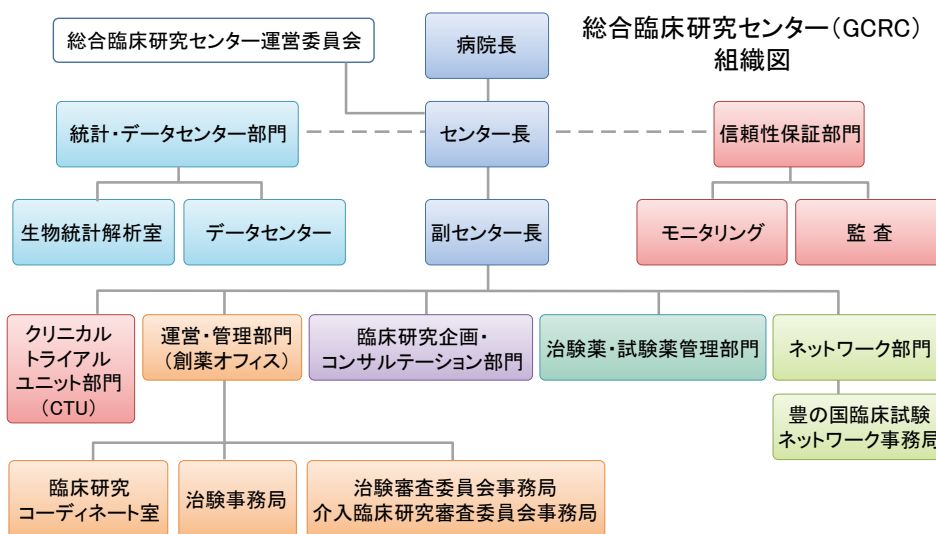 総合臨床研究センター(GCRC)
組織図
総合臨床研究センター運営委員会
病院長
統計・データセンター部門
センター長
信頼性保証部門
生物統計解析室
データセンター
副センター長
モニタリング
監 査
クリニカル
トライアル
ユニット部門
(CTU)
運営・管理部門
(創薬オフィス)
臨床研究企画・
コンサルテーション部門
治験薬・試験薬管理部門
ネットワーク部門
豊の国臨床試験
ネットワーク事務局
臨床研究
コーディネート室
治験事務局
治験審査委員会事務局
介入臨床研究審査委員会事務局